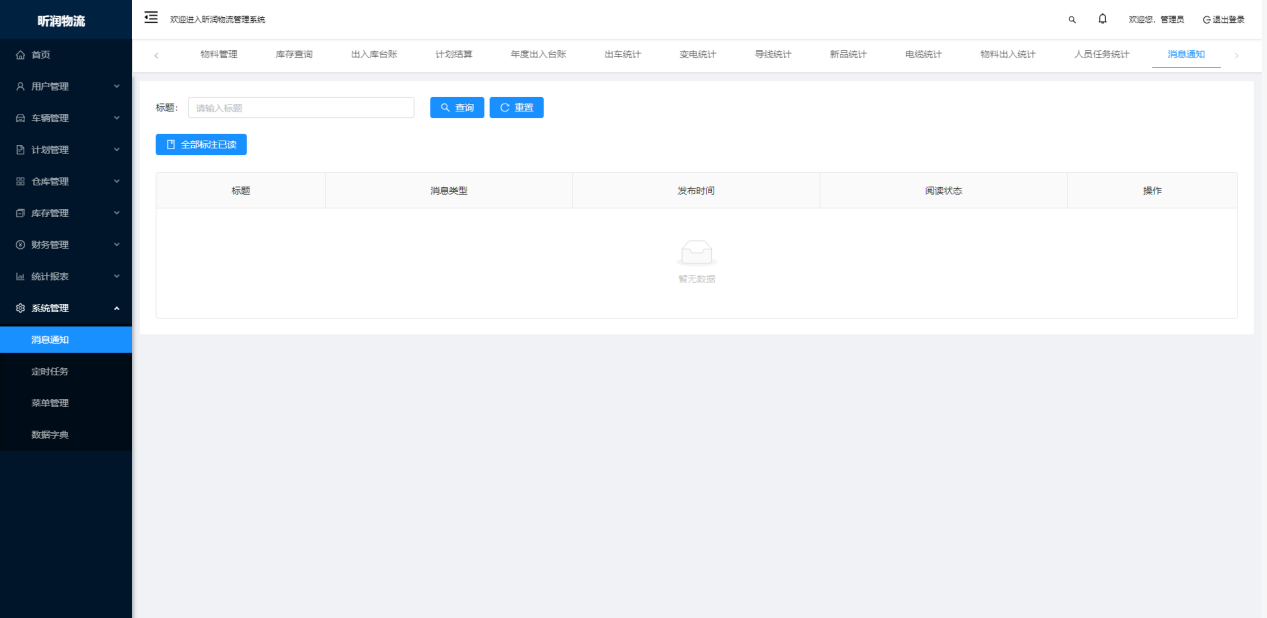 昕润物流
欢迎进入昕润物流管理系统
欢迎您，管理员 退出登录
首页
用户管理
车辆管理
计划管理
仓库管理
库存管理
财务管理
统计报表
系统管理
消息通知
定时任务
菜单管理
数据字典
物料管理 库存查询 出入库台账 计划结算 年度出入台账 出车统计 变电统计 导线统计 新品统计 电缆统计 物料出入统计 人员任务统计 消息通知
标题： 请输入标题 查询 重置
全部标注已读
标题 消息类型 发布时间 阅读状态 操作
暂无数据